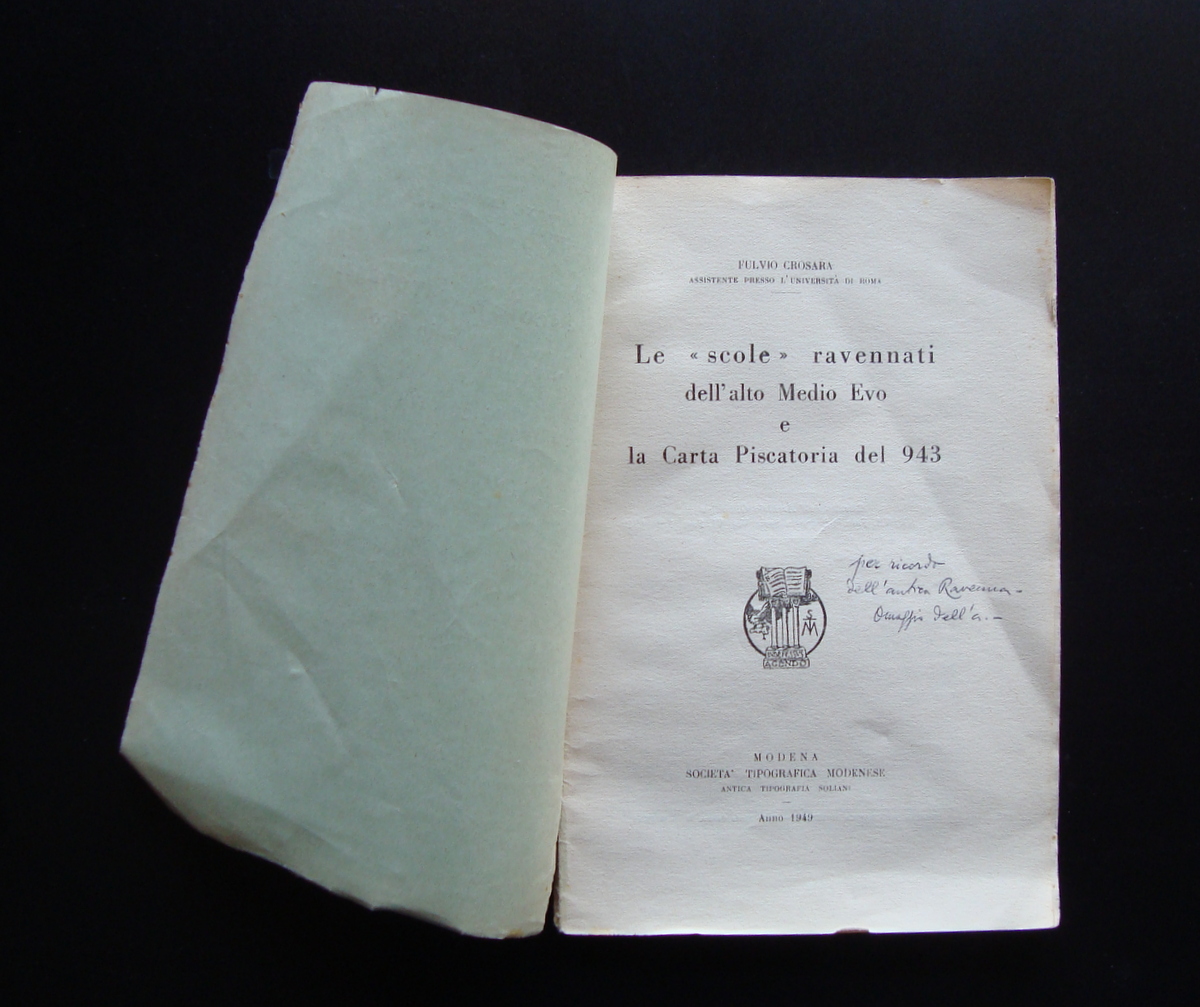 FULVIO CROSARA
ASSISTENTE PRESSO L'UNIVERSITÀ DI ROMA
Le « scole » ravennati
dell'alto Medio Evo
e
la Carta Piscatoria del 943
per ricordo
dell'antica Ravenna -
Omaggio dell'a. -
S
M
AGENDO
MODENA
SOCIETA' TIPOGRAFICA MODENESE
ANTICA TIPOGRAFIA SOLIANI
Anno 1949